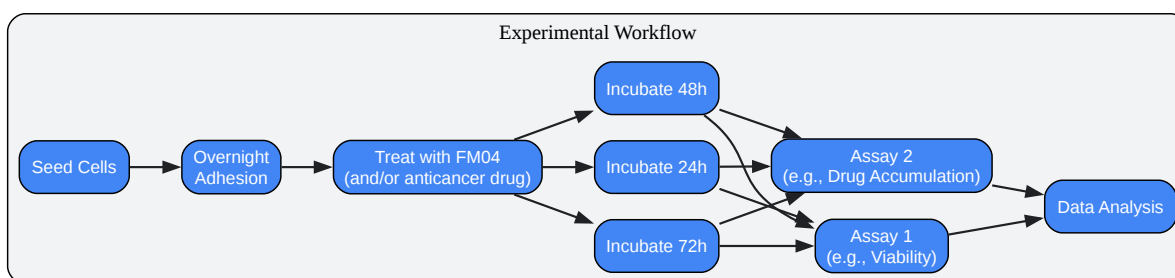 Experimental Workflow
Seed Cells
Overnight
Adhesion
Treat with FM04
(and/or anticancer drug)
Incubate 48h
Incubate 24h
Incubate 72h
Assay 2
(e.g., Drug Accumulation)
Assay 1
(e.g., Viability)
Data Analysis